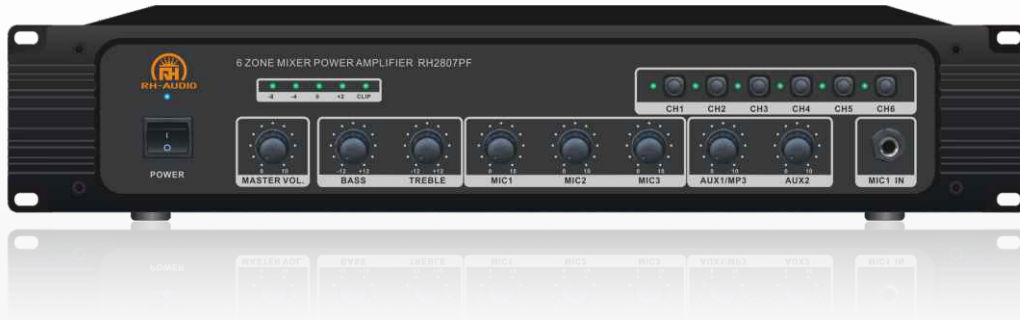 RH
RH-AUDIO
6 ZONE MIXER POWER AMPLIFIER RH2807PF
-8 -4 0 +2 CLIP
CH1 CH2 CH3 CH4 CH5 CH6
I
O
POWER
0 10
MASTER VOL.
-12 +12
BASS
-12 +12
TREBLE
0 10
MIC1
0 10
MIC2
0 10
MIC3
0 10
AUX1/MP3
0 10
AUX2
MIC1 IN